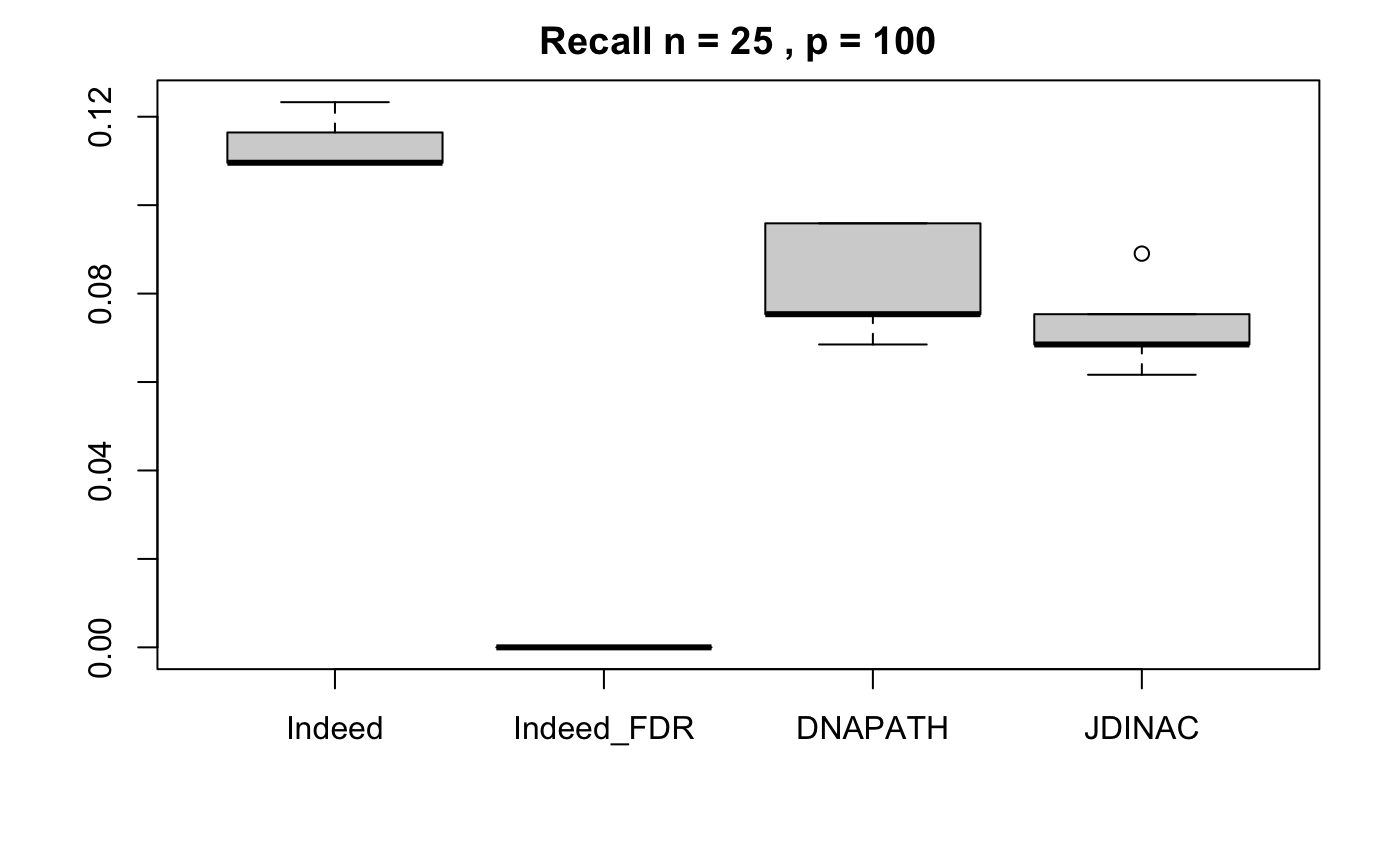 Recall n = 25 , p = 100
0.12
0.08
0.04
0.00
Indeed Indeed_FDR DNAPATH JDINAC